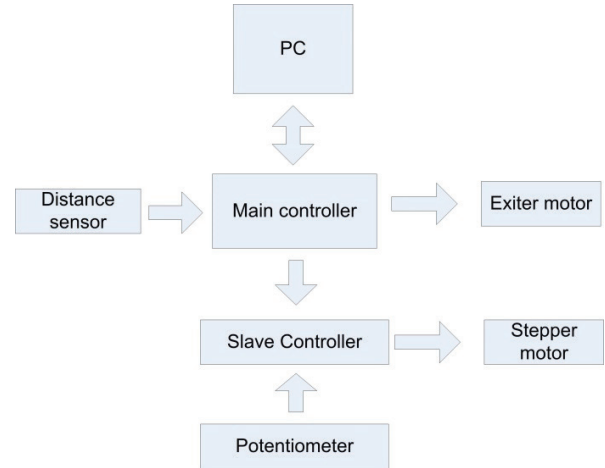 PC
Distance
sensor
Main controller
Exiter motor
Slave Controller
Stepper
motor
Potentiometer